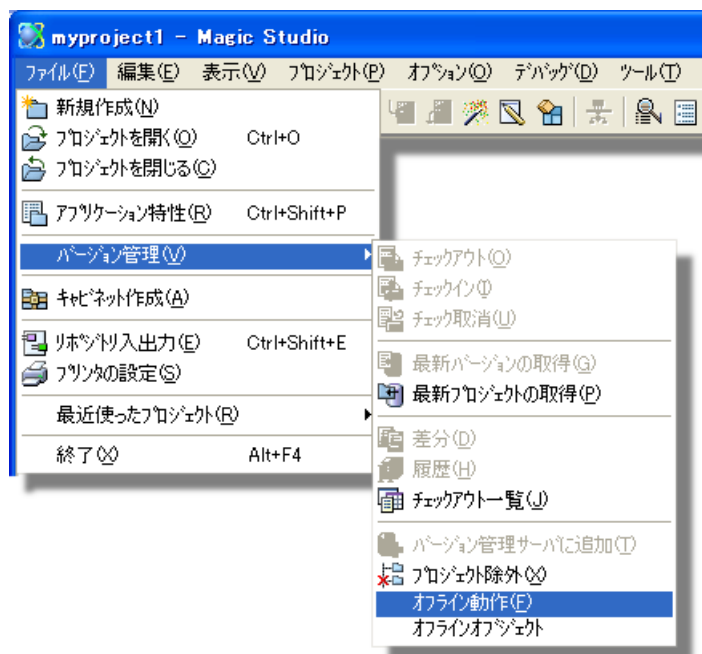 myproject1 - Magic Studio
ファイル(F) 編集(E) 表示(V) プロジェクト(P) オプション(O) デバッグ(D) ツール(T)
新規作成(N)
プロジェクトを開く(O) Ctrl+O
プロジェクトを閉じる(C)
アプリケーション特性(R) Ctrl+Shift+P
バージョン管理(V)
キャビネット作成(A)
リポジトリ入出力(E) Ctrl+Shift+E
プリンタの設定(S)
最近使ったプロジェクト(R)
終了(X) Alt+F4
チェックアウト(O)
チェックイン(I)
チェック取消(U)
最新バージョンの取得(G)
最新プロジェクトの取得(P)
差分(D)
履歴(H)
チェックアウト一覧(J)
バージョン管理サーバに追加(T)
プロジェクト除外(X)
オフライン動作(F)
オフラインオブジェクト